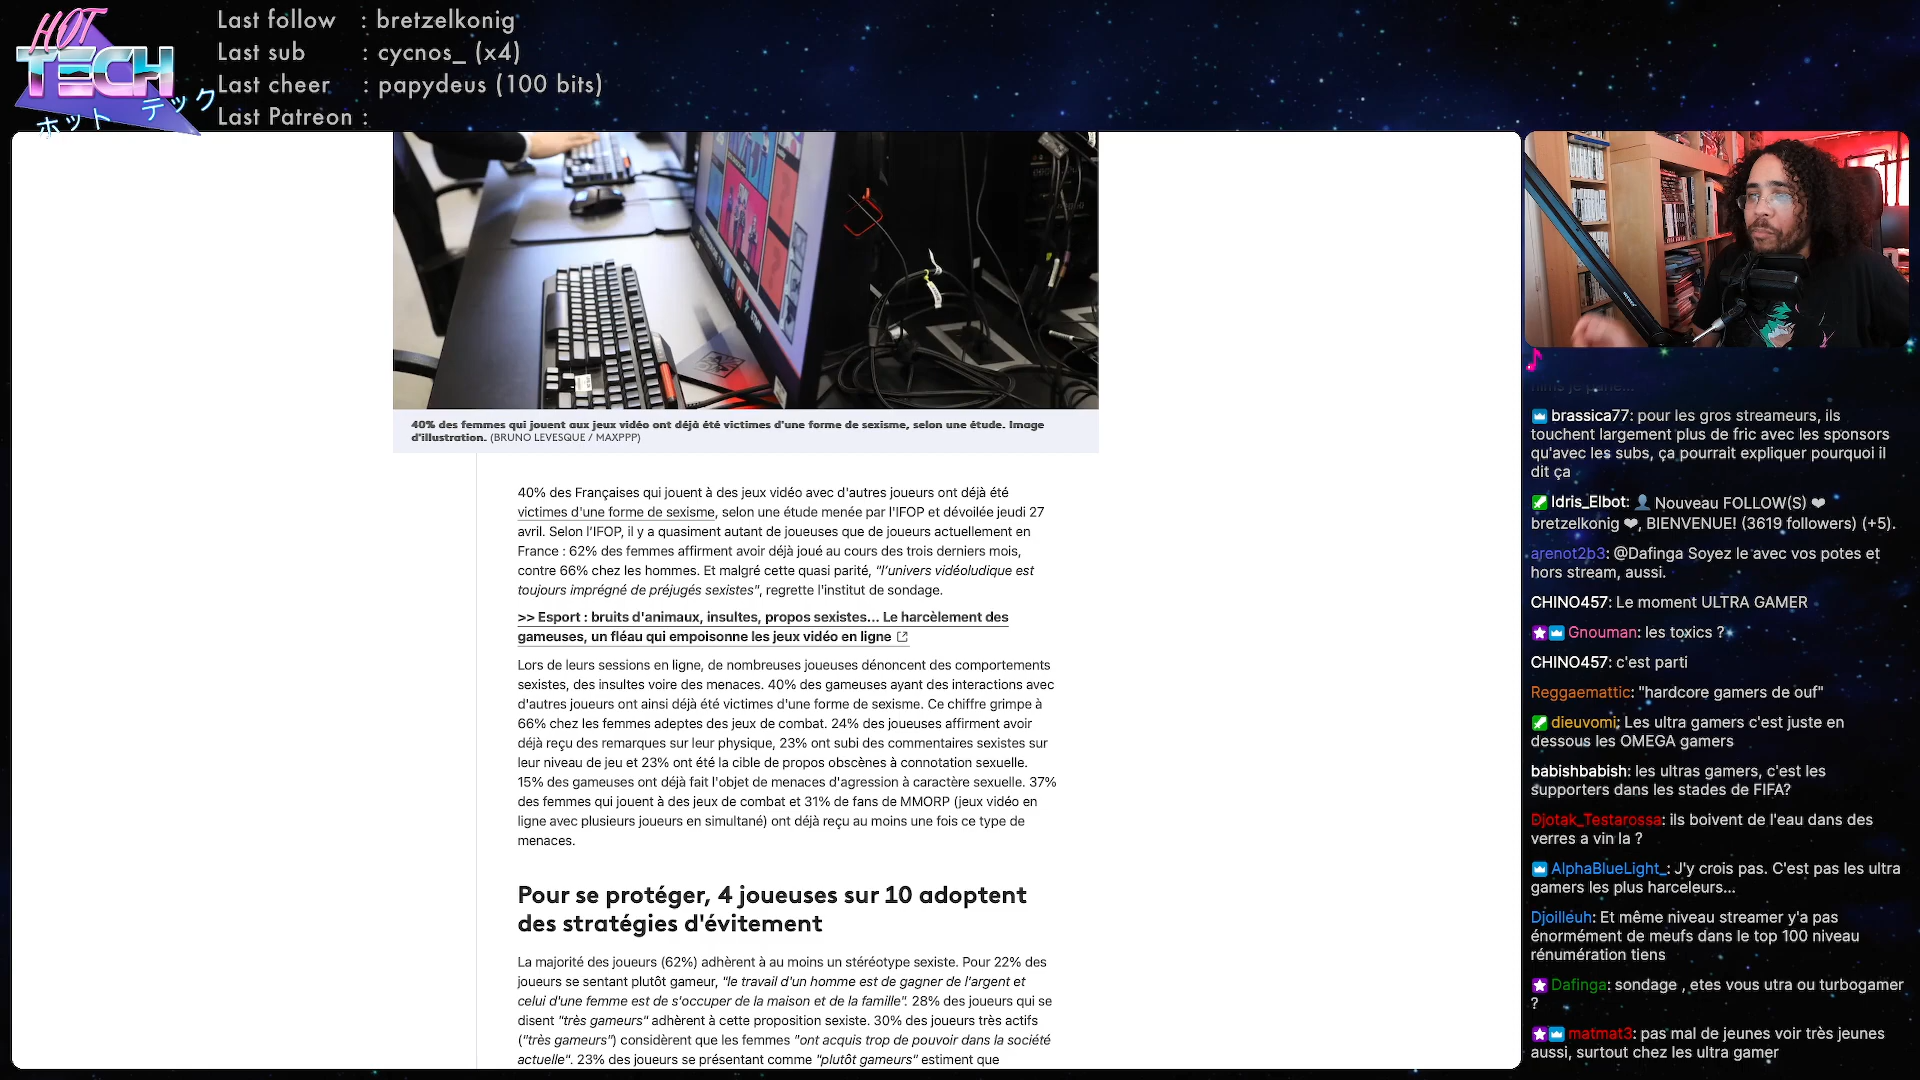 HOT
TECH
ホット テック
Last follow : bretzelkonig
Last sub : cycnos_ (x4)
Last cheer : papydeus (100 bits)
Last Patreon :
40% des femmes qui jouent aux jeux vidéo ont déjà été victimes d'une forme de sexisme, selon une étude. Image
d'illustration. (BRUNO LEVESQUE / MAXPPP)
40% des Françaises qui jouent à des jeux vidéo avec d'autres joueurs ont déjà été
victimes d'une forme de sexisme, selon une étude menée par l'IFOP et dévoilée jeudi 27
avril. Selon l'IFOP, il y a quasiment autant de joueuses que de joueurs actuellement en
France : 62% des femmes affirment avoir déjà joué au cours des trois derniers mois,
contre 66% chez les hommes. Et malgré cette quasi parité, "l'univers vidéoludique est
toujours imprégné de préjugés sexistes", regrette l'institut de sondage.
>> Esport : bruits d'animaux, insultes, propos sexistes... Le harcèlement des
gameuses, un fléau qui empoisonne les jeux vidéo en ligne
Lors de leurs sessions en ligne, de nombreuses joueuses dénoncent des comportements
sexistes, des insultes voire des menaces. 40% des gameuses ayant des interactions avec
d'autres joueurs ont ainsi déjà été victimes d'une forme de sexisme. Ce chiffre grimpe à
66% chez les femmes adeptes des jeux de combat. 24% des joueuses affirment avoir
déjà reçu des remarques sur leur physique, 23% ont subi des commentaires sexistes sur
leur niveau de jeu et 23% ont été la cible de propos obscènes à connotation sexuelle.
15% des gameuses ont déjà fait l'objet de menaces d'agression à caractère sexuelle. 37%
des femmes qui jouent à des jeux de combat et 31% de fans de MMORP (jeux vidéo en
ligne avec plusieurs joueurs en simultané) ont déjà reçu au moins une fois ce type de
menaces.
Pour se protéger, 4 joueuses sur 10 adoptent
des stratégies d'évitement
La majorité des joueurs (62%) adhèrent à au moins un stéréotype sexiste. Pour 22% des
joueurs se sentant plutôt gameur, "le travail d'un homme est de gagner de l'argent et
celui d'une femme est de s'occuper de la maison et de la famille". 28% des joueurs qui se
disent "très gameurs" adhèrent à cette proposition sexiste. 30% des joueurs très actifs
("très gameurs") considèrent que les femmes "ont acquis trop de pouvoir dans la société
actuelle". 23% des joueurs se présentant comme "plutôt gameurs" estiment que
brassica77: pour les gros streameurs, ils
touchent largement plus de fric avec les sponsors
qu'avec les subs, ça pourrait expliquer pourquoi il
dit ça
Idris_Elbot: 👤 Nouveau FOLLOW(S) ❤
bretzelkonig ❤, BIENVENUE! (3619 followers) (+5).
arenot2b3: @Dafinga Soyez le avec vos potes et
hors stream, aussi.
CHINO457: Le moment ULTRA GAMER
Gnouman: les toxics ?
CHINO457: c'est parti
Reggaemattic: "hardcore gamers de ouf"
dieuvomi: Les ultra gamers c'est juste en
dessous les OMEGA gamers
babishbabish: les ultras gamers, c'est les
supporters dans les stades de FIFA?
Djotak_Testarossa: ils boivent de l'eau dans des
verres a vin la ?
AlphaBlueLight_: J'y crois pas. C'est pas les ultra
gamers les plus harceleurs...
Djoilleuh: Et même niveau streamer y'a pas
énormément de meufs dans le top 100 niveau
rénumération tiens
Dafinga: sondage , etes vous utra ou turbogamer
?
matmat3: pas mal de jeunes voir très jeunes
aussi, surtout chez les ultra gamer